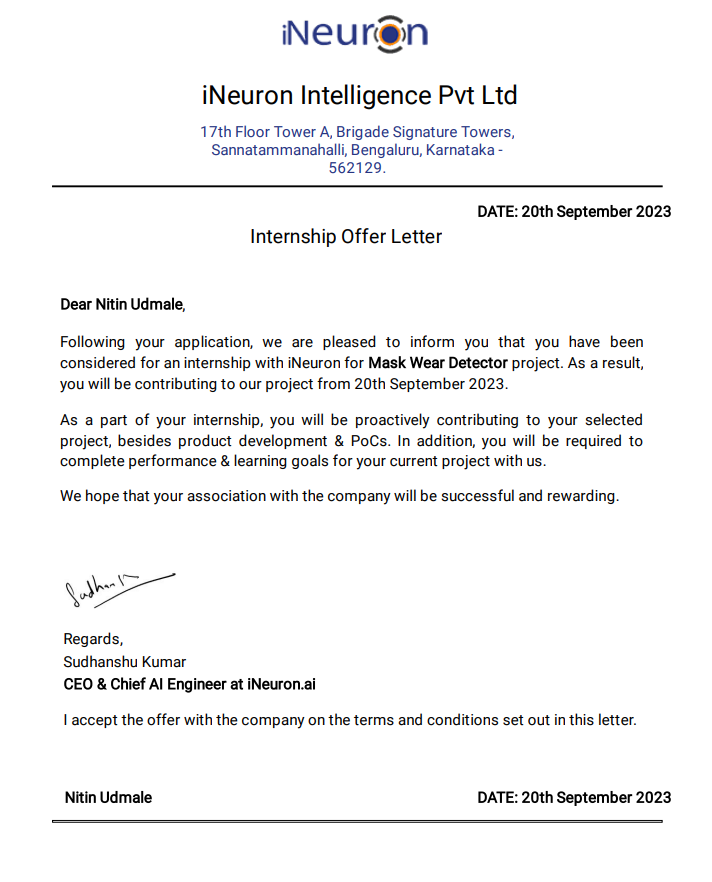 iNeuron
iNeuron Intelligence Pvt Ltd
17th Floor Tower A, Brigade Signature Towers,
Sannatammanahalli, Bengaluru, Karnataka -
562129.
DATE: 20th September 2023
Internship Offer Letter
Dear Nitin Udmale,
Following your application, we are pleased to inform you that you have been
considered for an internship with iNeuron for Mask Wear Detector project. As a result,
you will be contributing to our project from 20th September 2023.
As a part of your internship, you will be proactively contributing to your selected
project, besides product development & PoCs. In addition, you will be required to
complete performance & learning goals for your current project with us.
We hope that your association with the company will be successful and rewarding.
Regards,
Sudhanshu Kumar
CEO & Chief AI Engineer at iNeuron.ai
I accept the offer with the company on the terms and conditions set out in this letter.
Nitin Udmale
DATE: 20th September 2023